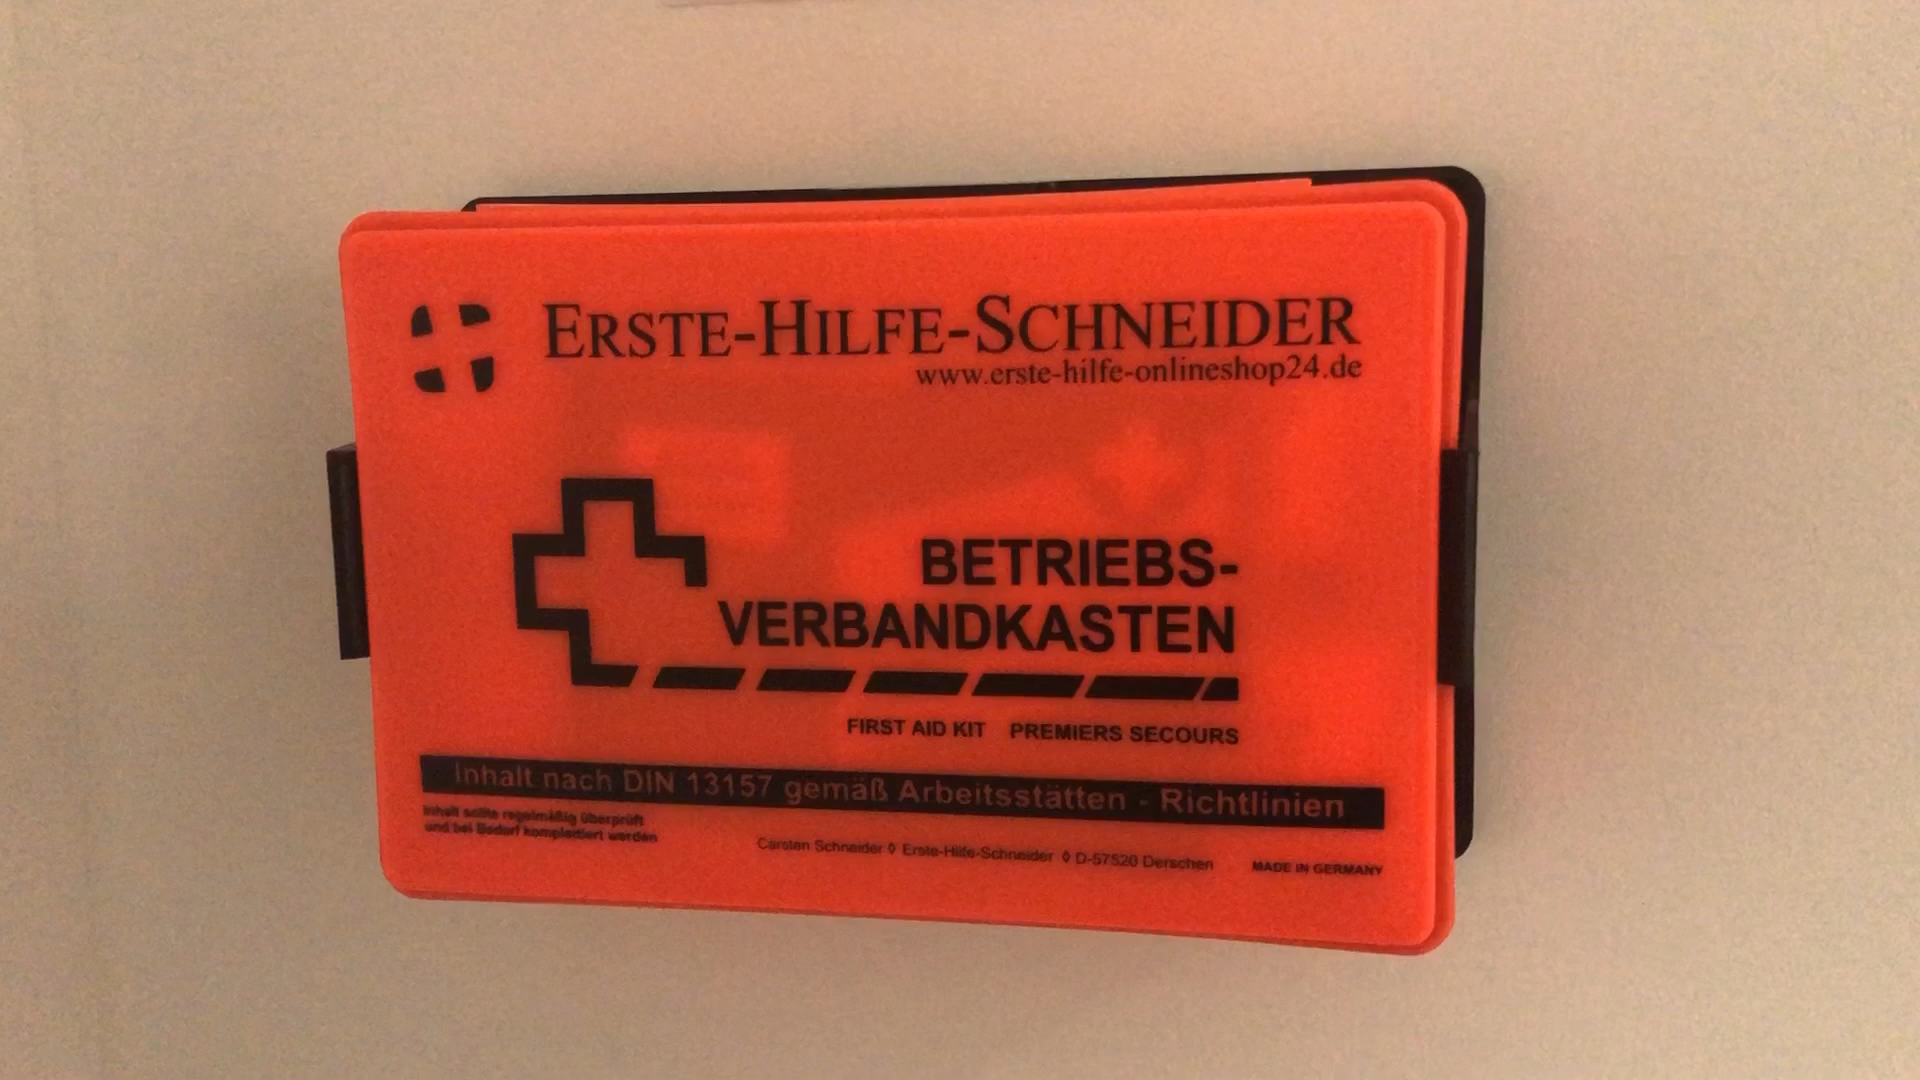 ERSTE-HILFE-SCHNEIDER
www.erste-hilfe-onlineshop24.de
BETRIEBS-
VERBANDKASTEN
FIRST AID KIT PREMIERS SECOURS
Inhalt nach DIN 13157 gemäß Arbeitsstätten - Richtlinien
Inhalt sollte regelmäßig überprüft
und bei Bedarf komplettiert werden
Carsten Schneider ◊ Erste-Hilfe-Schneider ◊ D-57520 Derschen
MADE IN GERMANY